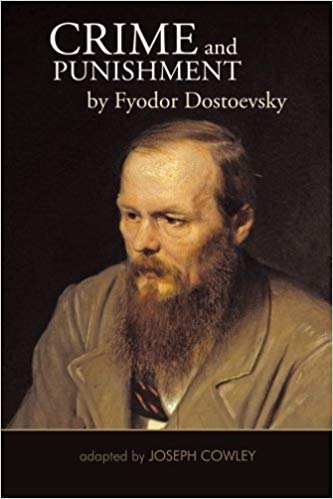 CRIME and
PUNISHMENT
by Fyodor Dostoevsky
adapted by JOSEPH COWLEY